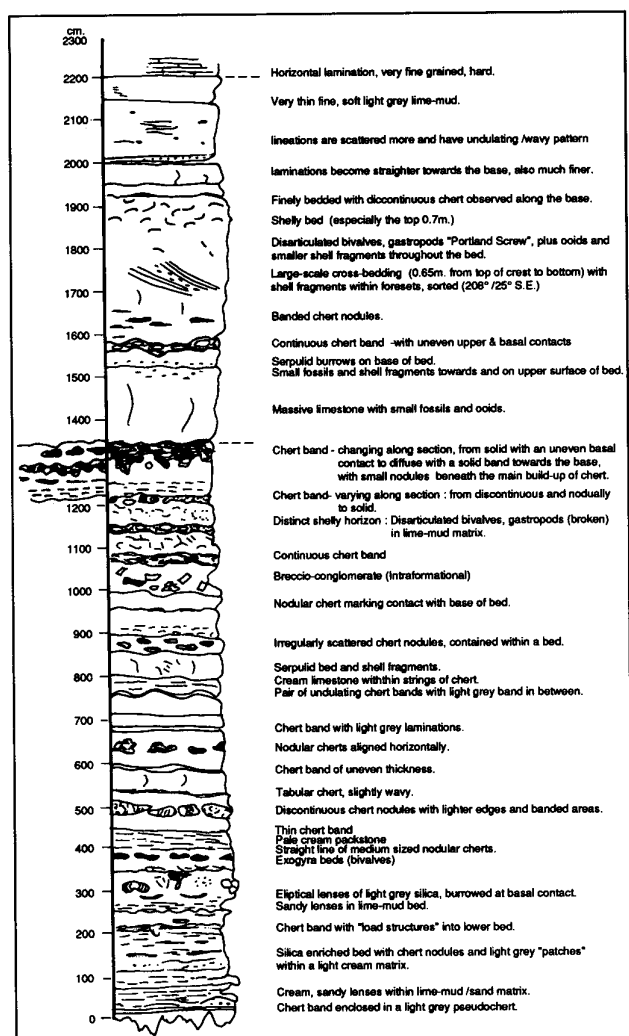 cm.
2300
2200
2100
2000
1900
1800
1700
1600
1500
1400
1200
1100
1000
900
800
700
600
500
400
300
200
100
0
Horizontal lamination, very fine grained, hard.
Very thin fine, soft light grey lime-mud.
lineations are scattered more and have undulating /wavy pattern
laminations become straighter towards the base, also much finer.
Finely bedded with diccontinuous chert observed along the base.
Shelly bed (especially the top 0.7m.)
Disarticulated bivalves, gastropods "Portland Screw", plus ooids and
smaller shell fragments throughout the bed.
Large-scale cross-bedding (0.65m. from top of crest to bottom) with
shell fragments within foresets, sorted (206° /25° S.E.)
Banded chert nodules.
Continuous chert band -with uneven upper & basal contacts
Serpulid burrows on base of bed.
Small fossils and shell fragments towards and on upper surface of bed.
Massive limestone with small fossils and ooids.
Chert band - changing along section, from solid with an uneven basal
contact to diffuse with a solid band towards the base,
with small nodules beneath the main build-up of chert.
Chert band- varying along section : from discontinuous and nodually
to solid.
Distinct shelly horizon : Disarticulated bivalves, gastropods (broken)
in lime-mud matrix.
Continuous chert band
Breccio-conglomerate (Intraformational)
Nodular chert marking contact with base of bed.
Irregularly scattered chert nodules, contained within a bed.
Serpulid bed and shell fragments.
Cream limestone withthin strings of chert.
Pair of undulating chert bands with light grey band in between.
Chert band with light grey laminations.
Nodular cherts aligned horizontally.
Chert band of uneven thickness.
Tabular chert, slightly wavy.
Discontinuous chert nodules with lighter edges and banded areas.
Thin chert band
Pale cream packstone
Straight line of medium sized nodular cherts.
Exogyra beds (bivalves)
Eliptical lenses of light grey silica, burrowed at basal contact.
Sandy lenses in lime-mud bed.
Chert band with "load structures" into lower bed.
Silica enriched bed with chert nodules and light grey "patches"
within a light cream matrix.
Cream, sandy lenses within lime-mud /sand matrix.
Chert band enclosed in a light grey pseudochert.